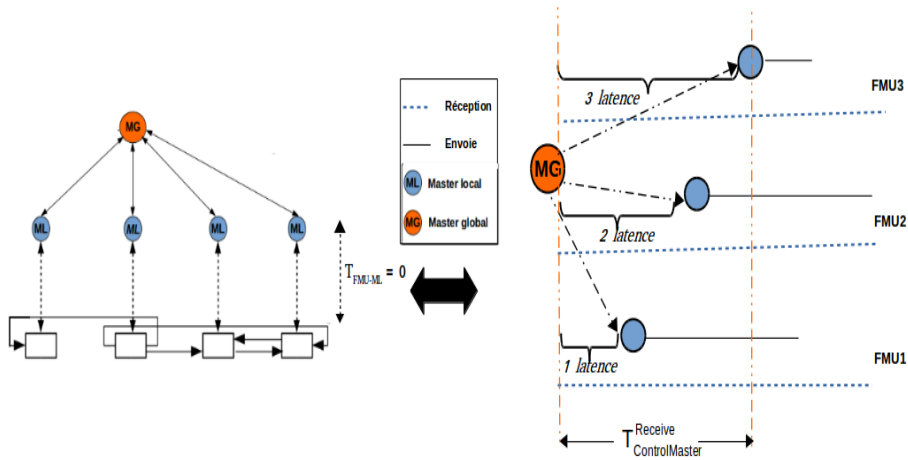 MG
ML
ML
ML
ML
T FMU-ML = 0
Réception
Envoie
ML Master local
MG Master global
MG
3 latence
FMU3
2 latence
FMU2
1 latence
FMU1
T Receive ControlMaster